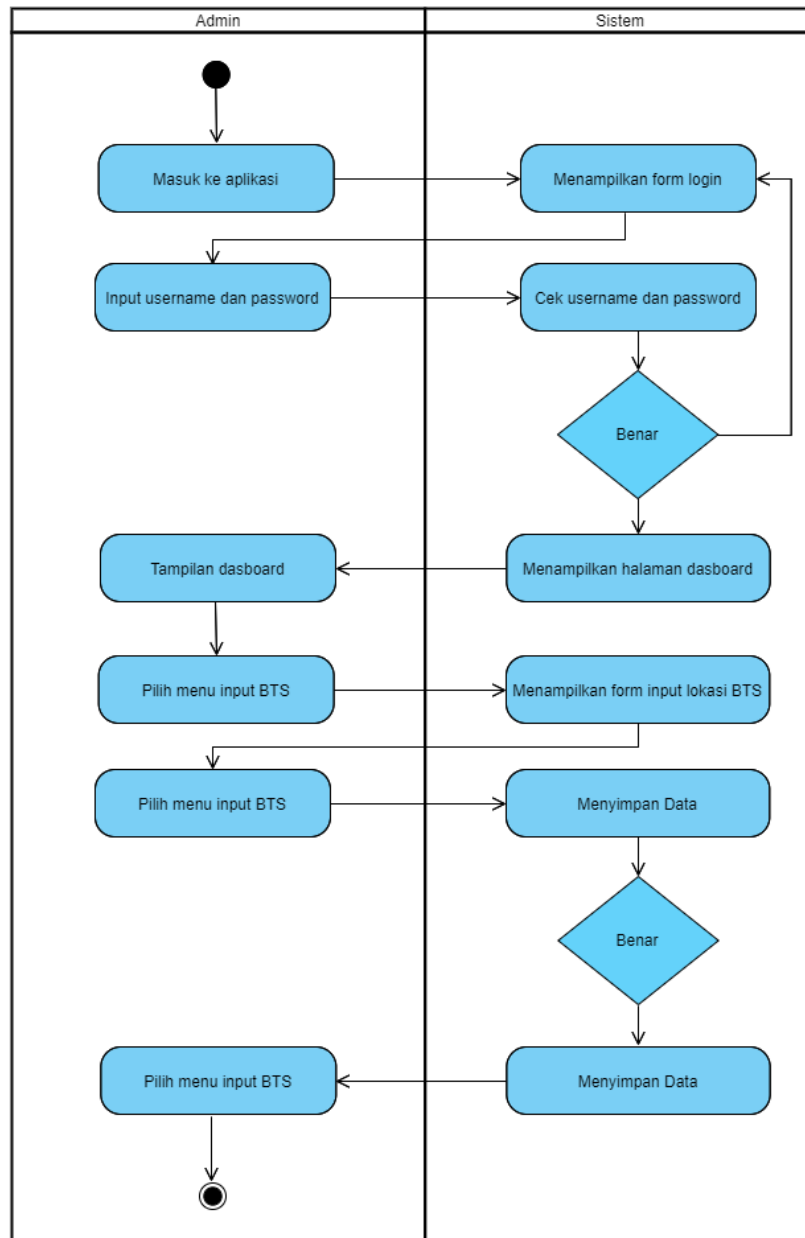 Admin
Sistem
Masuk ke aplikasi
Menampilkan form login
Input username dan password
Cek username dan password
Benar
Tampilan dasboard
Menampilkan halaman dasboard
Pilih menu input BTS
Menampilkan form input lokasi BTS
Pilih menu input BTS
Menyimpan Data
Benar
Pilih menu input BTS
Menyimpan Data